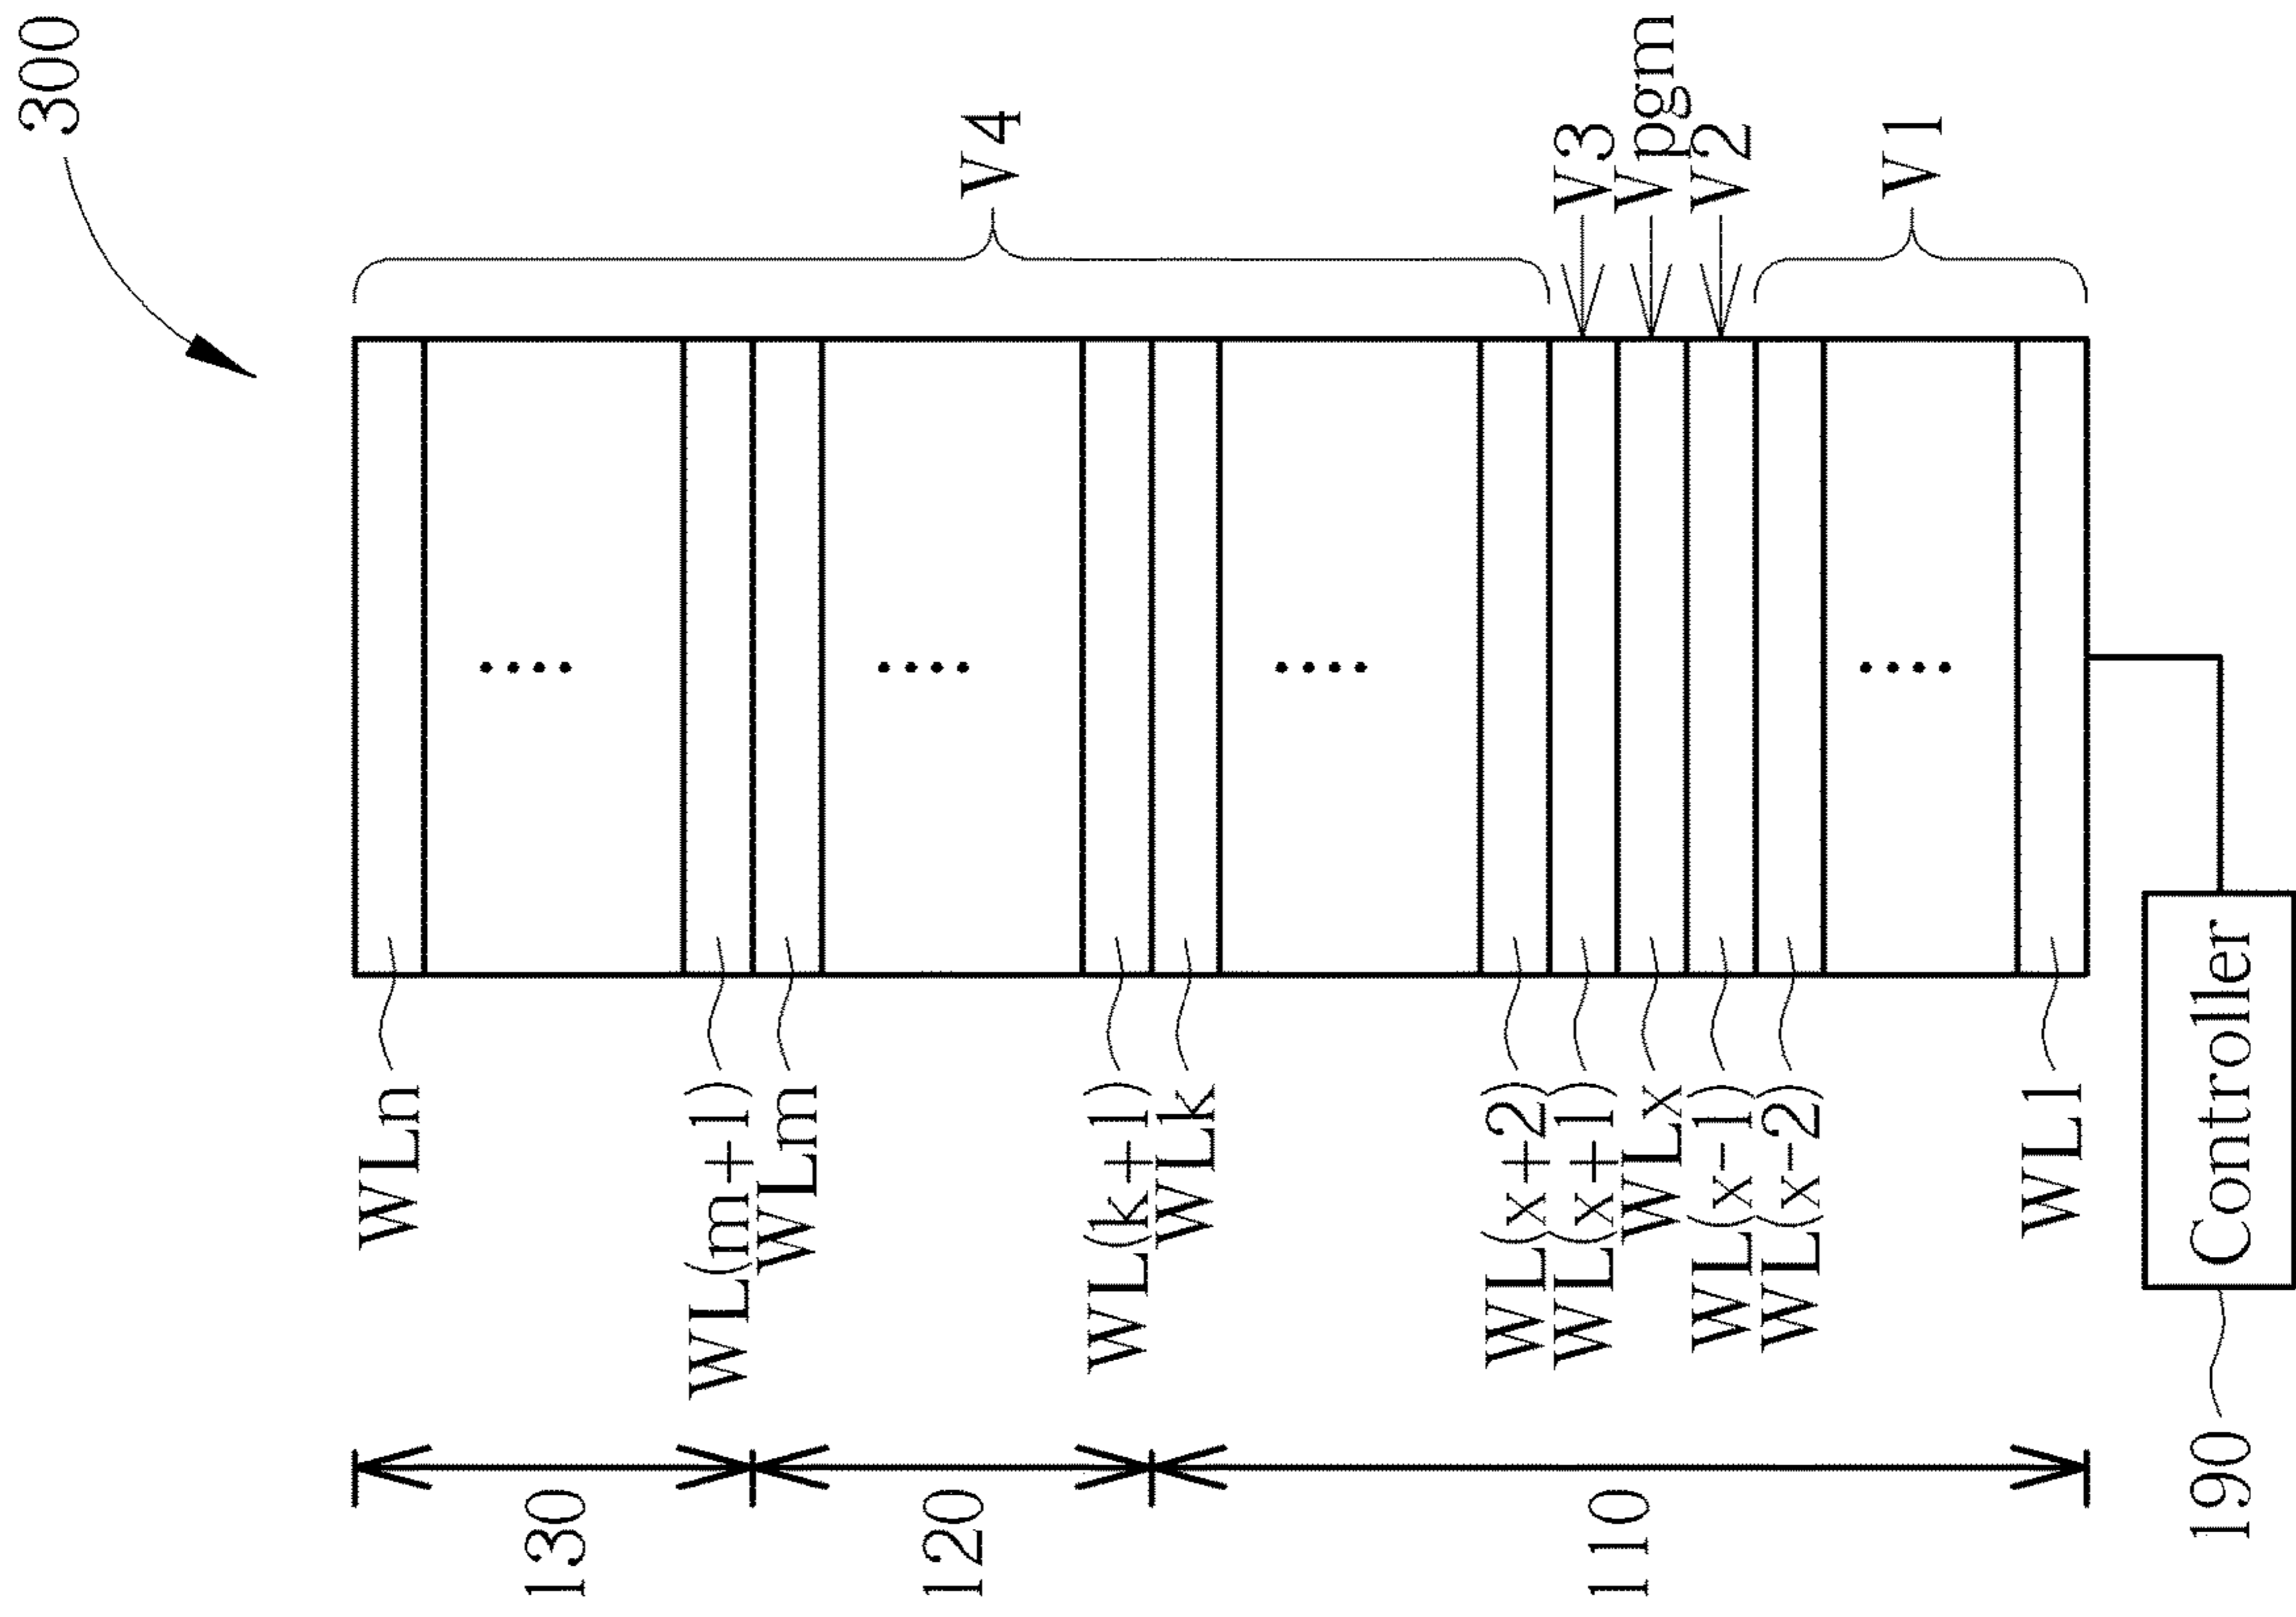 300
WLn
WL(m+1)
WLm
WL(k+1)
WLk
WL(x+2)
WL(x+1)
WLx
WL(x-1)
WL(x-2)
WL1
V4
V3
Vpgm
V2
V1
130
120
110
Controller
190